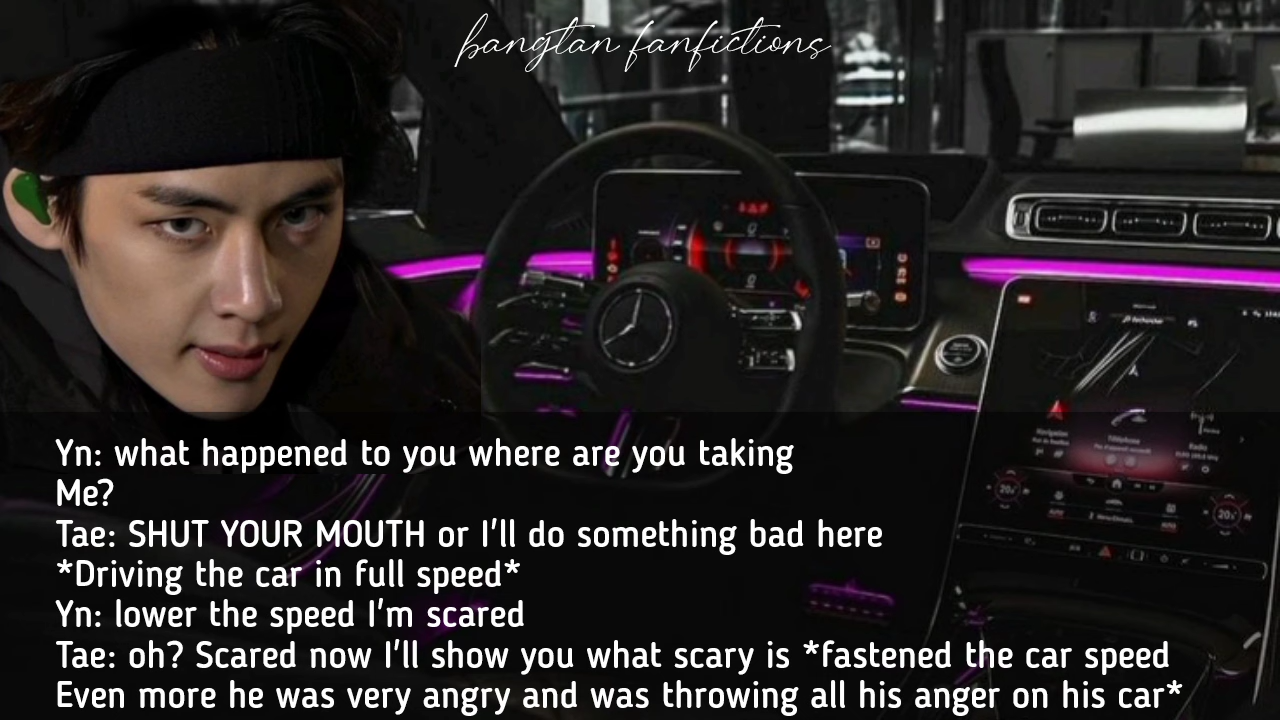 bangtan fanfictions
Yn: what happened to you where are you taking
Me?
Tae: SHUT YOUR MOUTH or I'll do something bad here
*Driving the car in full speed*
Yn: lower the speed I'm scared
Tae: oh? Scared now I'll show you what scary is *fastened the car speed
Even more he was very angry and was throwing all his anger on his car*